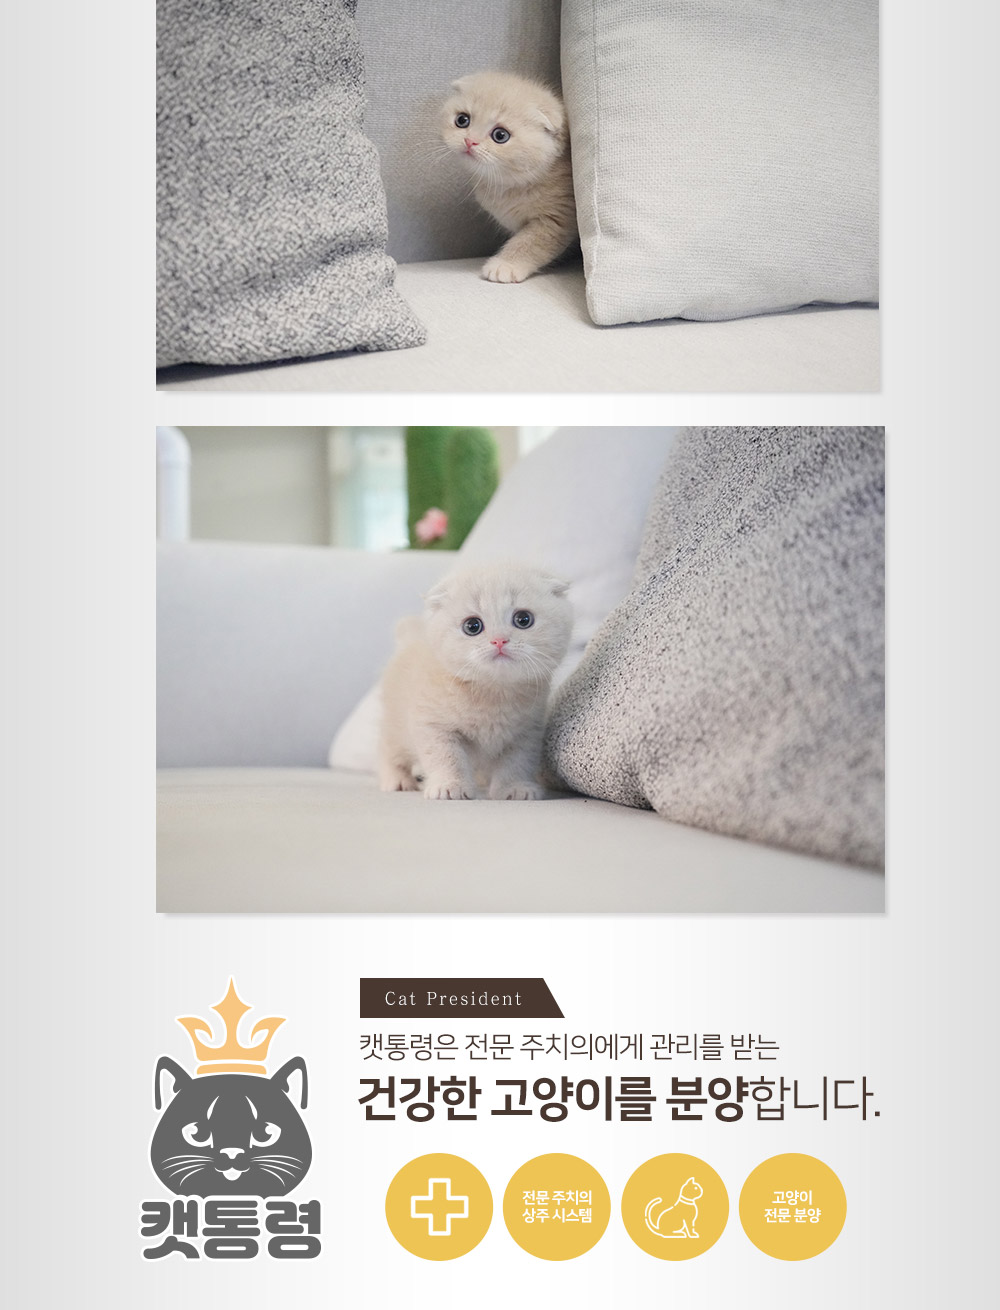 Cat President
캣통령은 전문 주치의에게 관리를 받는
건강한 고양이를 분양합니다.
캣통령
전문 주치의
상주 시스템
고양이
전문 분양